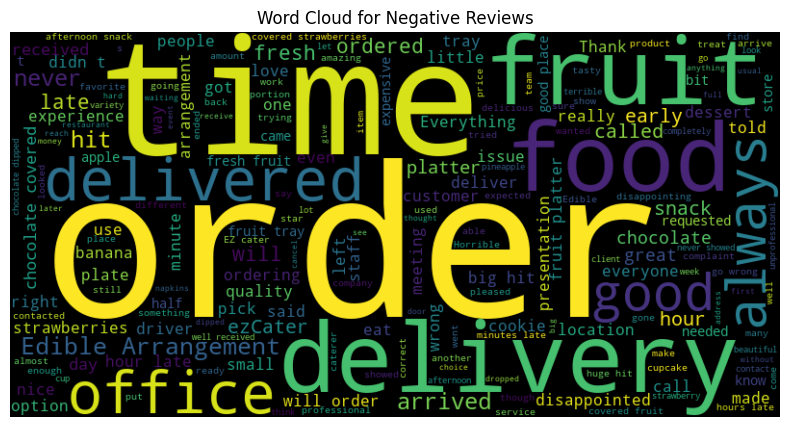 Word Cloud for Negative Reviews
afternoon snack
covered strawberries
people
let
ordered
tray
Thank
product
treat
arrive
find
look
received
s
time
fresh
fruit
go
anything
usual
t
didn t
amount
amazing
little
good place
tasty
show
never
favorite
hard
variety
going
waiting
arrangement
love
work
portion
got
back
receive
restaurant
event
ended
trying
one
item
give
expensive
price
team
delicious
bit
terrible
full
store
late
experience
way
came
Everything
tried
really
wanted
early
dessert
completely
hit
money
reach
called
told
minute
apple
fresh fruit
even
platter
issue
food
pineapple
always
chocolate covered
chocolate dipped
looked
delivered
say
customer
deliver
expected
disappointing
unprofessional
later
different
order
fruit tray
star
lot
used
thought
able
see
Horrible
Edible
snack
requested
never showed
use
place
EZ cater
will
cancel
left
staff
company
meeting
presentation
fruit platter
chocolate
client
complaint
banana
plate
still
ordering
big hit
pleased
great
everyone
week
go wrong
good
address
first
well
right
contacted
napkins
something
half
quality
pick
said
door
wrong
gone
hour
many
strawberries
driver
dipped
ezCater
eat
went
cookie
location
needed
beautiful
without
contact
come
Edible Arrangement
well received
caterer
correct
minutes late
big
delivery
another
choice
almost
day
hour late
small
showed
afternoon
dropped
huge hit
make
cupcake
call
know
nice
enough
cup
ready
office
arrived
disappointed
made
hours late
option
put
think
will order
professional
though
service
covered fruit
strawberry